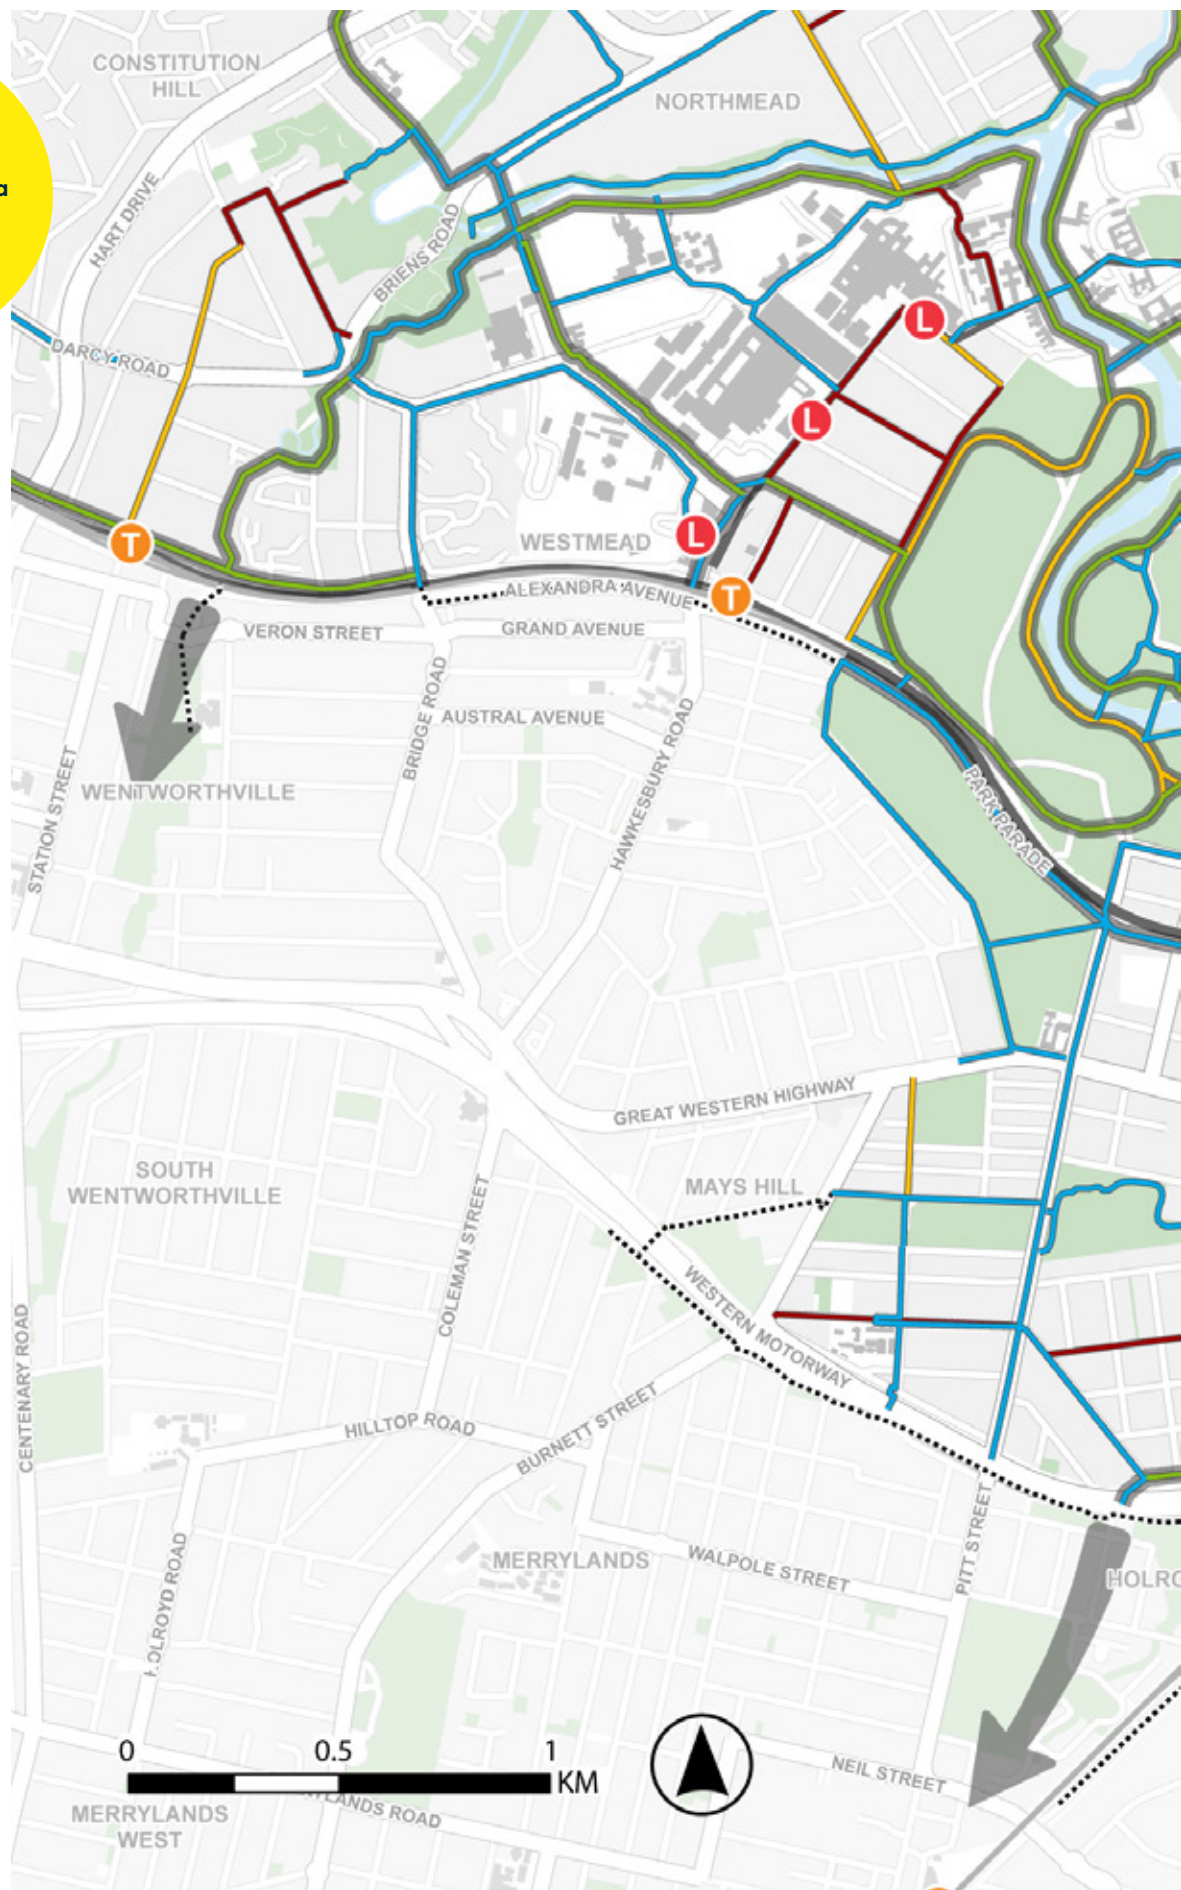 CONSTITUTION
HILL
NORTHMEAD
a
HART DRIVE
BRIENS ROAD
DARCY ROAD
L
L
L
T
T
WESTMEAD
ALEXANDRA AVENUE
VERON STREET
GRAND AVENUE
BRIDGE ROAD
AUSTRAL AVENUE
HAWKESBURY ROAD
STATION STREET
WENTWORTHVILLE
PARK PARADE
GREAT WESTERN HIGHWAY
SOUTH
WENTWORTHVILLE
MAYS HILL
COLEMAN STREET
WESTERN MOTORWAY
CENTENARY ROAD
HILLTOP ROAD
BURNETT STREET
PITT STREET
MERRYLANDS
WALPOLE STREET
HOLRO
HOLROYD ROAD
0 0.5 1
KM
NEIL STREET
YLANDS ROAD
MERRYLANDS
WEST